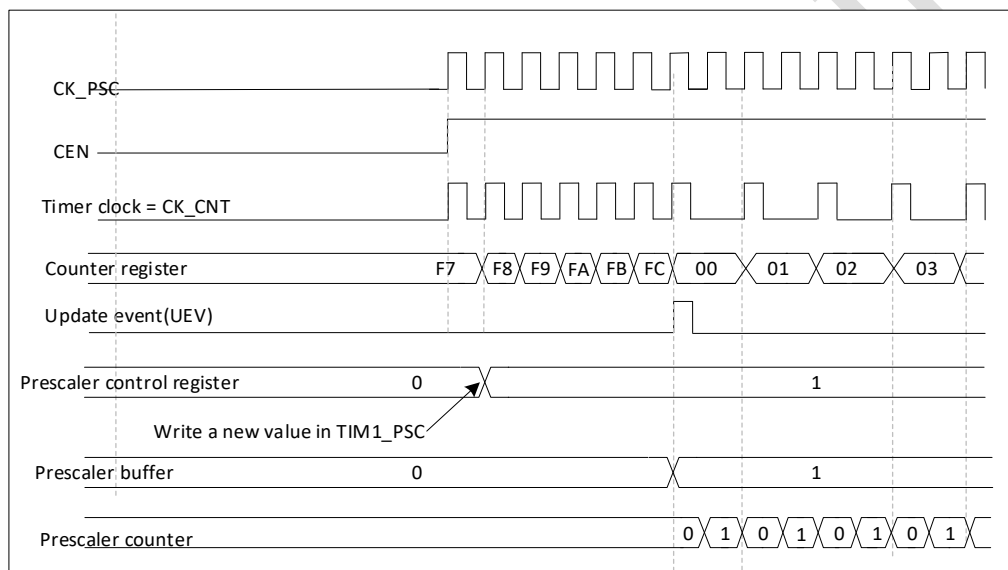 CK_PSC
CEN
Timer clock = CK_CNT
Counter register F7 F8 F9 FA FB FC 00 01 02 03
Update event(UEV)
Prescaler control register 0 1
Write a new value in TIM1_PSC
Prescaler buffer 0 1
Prescaler counter 0 1 0 1 0 1 0 1